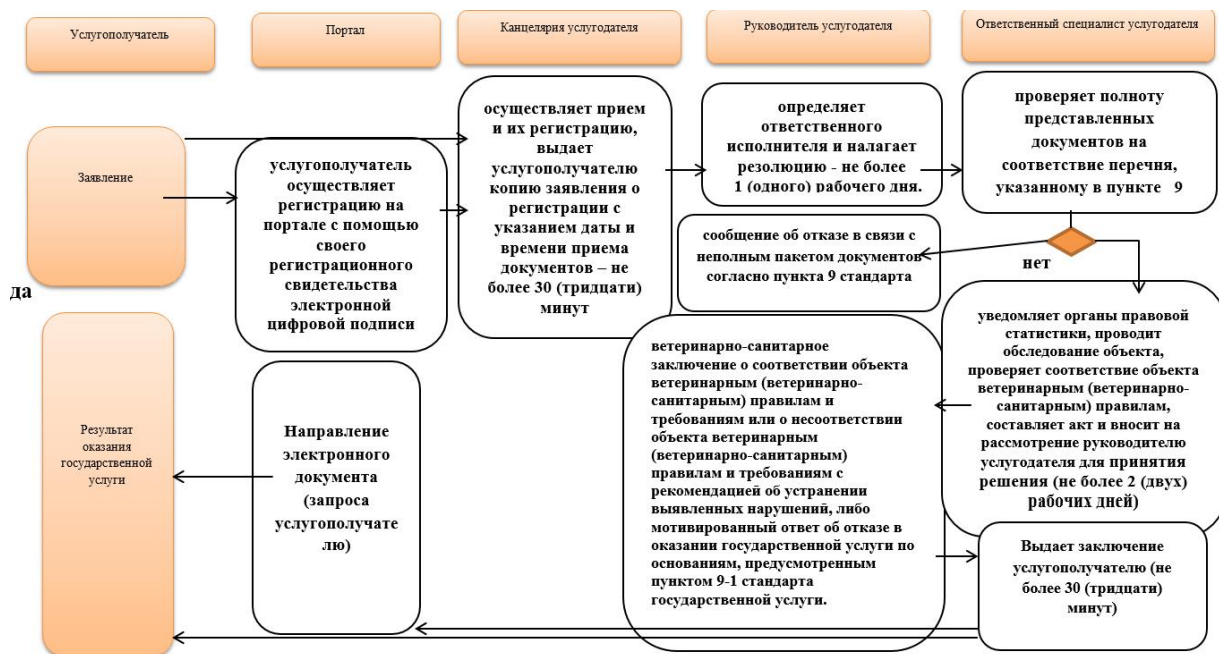 Услугополучатель
Портал
Канцелярия услугодателя
Руководитель услугодателя
Ответственный специалист услугодателя
Заявление
услугополучатель
осуществляет
регистрацию на
портале с помощью
своего
регистрационного
свидетельства
электронной
цифровой подписи
осуществляет прием
и их регистрацию,
выдает
услугополучателю
копию заявления о
регистрации с
указанием даты и
времени приема
документов – не
более 30 (тридцати)
минут
определяет
ответственного
исполнителя и налагает
резолюцию - не более
1 (одного) рабочего дня.
проверяет полноту
представленных
документов на
соответствие перечня,
указанному в пункте 9
сообщение об отказе в связи с
неполным пакетом документов
согласно пункта 9 стандарта
нет
да
уведомляет органы правовой
статистики, проводит
обследование объекта,
проверяет соответствие объекта
ветеринарным (ветеринарно-
санитарным) правилам,
составляет акт и вносит на
рассмотрение руководителю
услугодателя для принятия
решения (не более 2 (двух)
рабочих дней)
ветеринарно-санитарное
заключение о соответствии объекта
ветеринарным (ветеринарно-
санитарным) правилам и
требованиям или о несоответствии
объекта ветеринарным
(ветеринарно-санитарным)
правилам и требованиям с
рекомендацией об устранении
выявленных нарушений, либо
мотивированный ответ об отказе в
оказании государственной услуги по
основаниям, предусмотренным
пунктом 9-1 стандарта
государственной услуги.
Выдает заключение
услугополучателю (не
более 30 (тридцати)
минут)
Направление
электронного
документа
(запроса
услугополучате
лю)
Результат
оказания
государственной
услуги